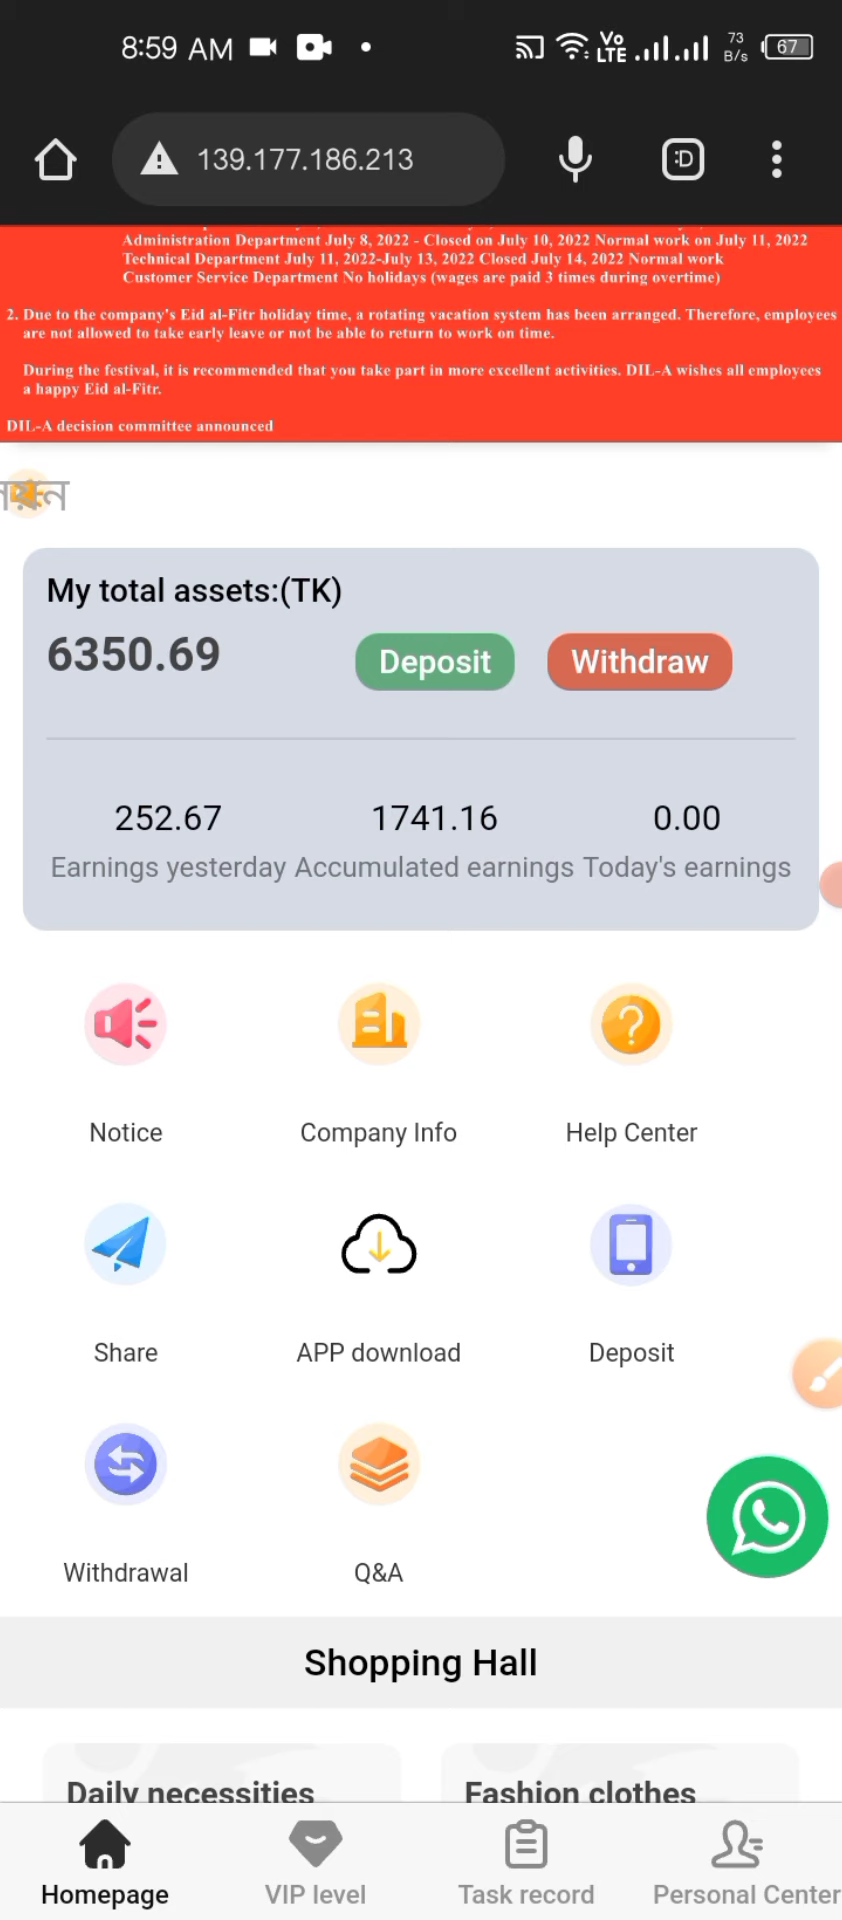 8:59 AM
Vo
LTE
73
B/s
67
139.177.186.213
:D
Administration Department July 8, 2022 - Closed on July 10, 2022 Normal work on July 11, 2022
Technical Department July 11, 2022-July 13, 2022 Closed July 14, 2022 Normal work
Customer Service Department No holidays (wages are paid 3 times during overtime)
2. Due to the company's Eid al-Fitr holiday time, a rotating vacation system has been arranged. Therefore, employees
are not allowed to take early leave or not be able to return to work on time.
During the festival, it is recommended that you take part in more excellent activities. DIL-A wishes all employees
a happy Eid al-Fitr.
DIL-A decision committee announced
My total assets:(TK)
6350.69
Deposit
Withdraw
252.67
1741.16
0.00
Earnings yesterday
Accumulated earnings
Today's earnings
Notice
Company Info
Help Center
Share
APP download
Deposit
Withdrawal
Q&A
Shopping Hall
Daily necessities
Fashion clothes
Homepage
VIP level
Task record
Personal Center